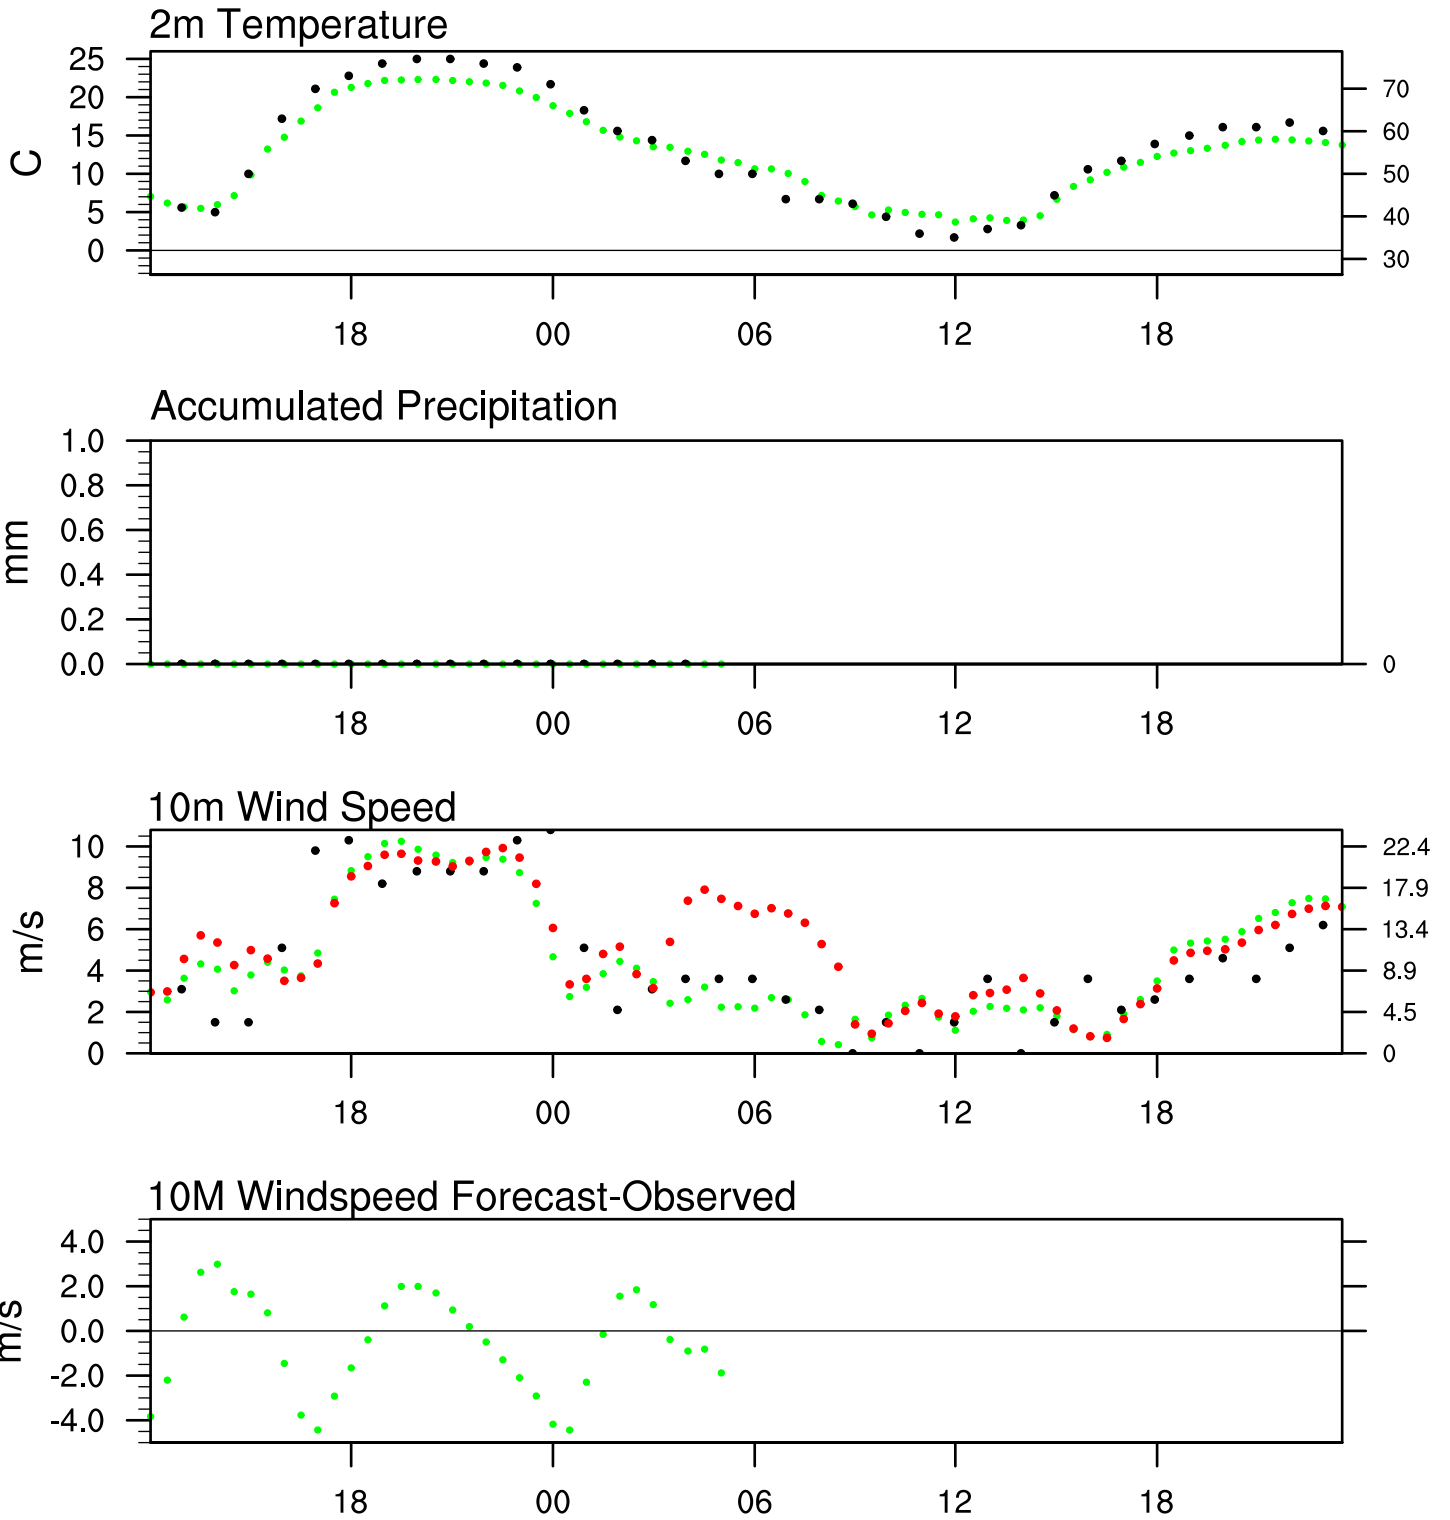 2m Temperature
25
20
15
10
5
0
C
70
60
50
40
30
18 00 06 12 18
Accumulated Precipitation
1.0
0.8
0.6
0.4
0.2
0.0
mm
0
18 00 06 12 18
10m Wind Speed
10
8
6
4
2
0
m/s
22.4
17.9
13.4
8.9
4.5
0
18 00 06 12 18
10M Windspeed Forecast-Observed
4.0
2.0
0.0
-2.0
-4.0
m/s
18 00 06 12 18